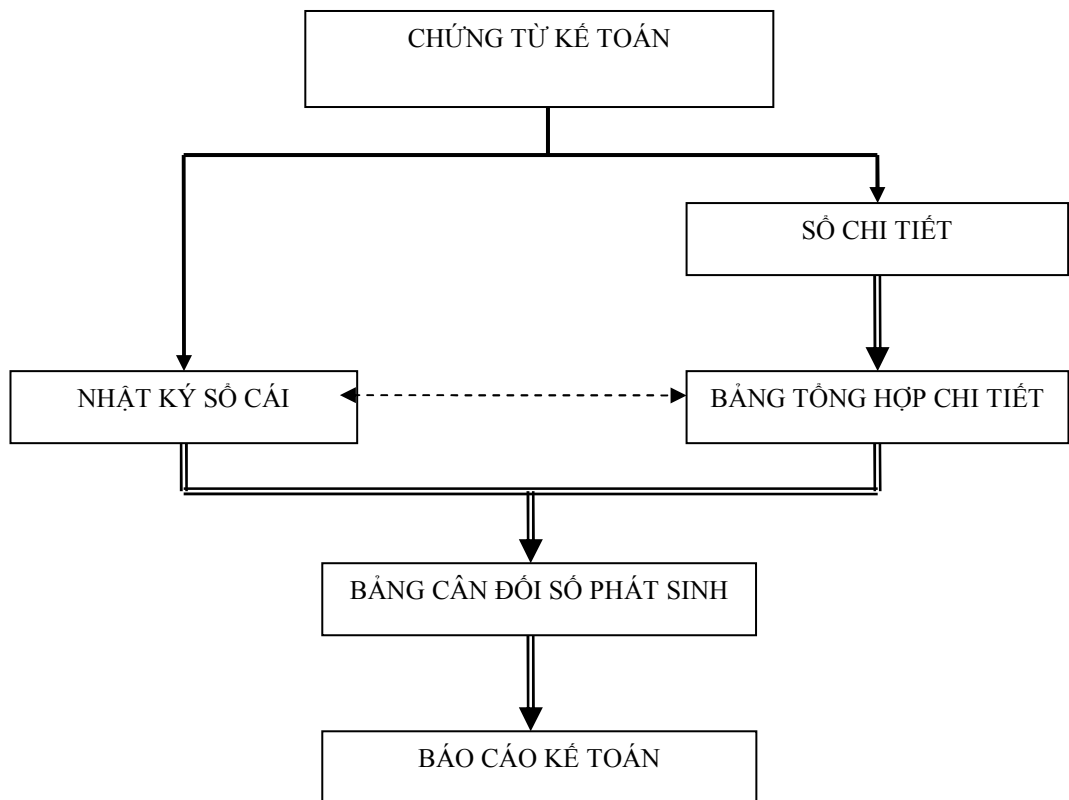 CHỨNG TỪ KẾ TOÁN
SỔ CHI TIẾT
NHẬT KÝ SỔ CÁI
BẢNG TỔNG HỢP CHI TIẾT
BẢNG CÂN ĐỐI SỐ PHÁT SINH
BÁO CÁO KẾ TOÁN